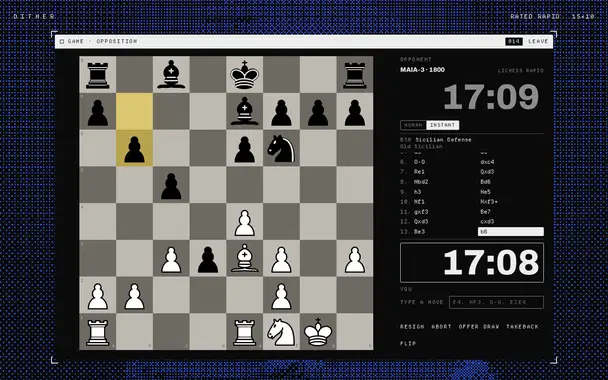 DITHER
RATED RAPID 15+10
GAME · OPPOSITION
014 LEAVE
OPPONENT
MAIA-3 · 1800
LICHESS RAPID
17:09
HUMAN INSTANT
B30 Sicilian Defense
Old Sicilian
6. O-O dxc4
7. Re1 Qxd3
8. Nbd2 Bd6
9. h3 Ne5
10. Nf1 Nxf3+
11. gxf3 Be7
12. Qxd3 cxd3
13. Be3 b6
17:08
YOU
TYPE A MOVE E4, NF3, O-O, E2E4
RESIGN ABORT OFFER DRAW TAKEBACK
FLIP